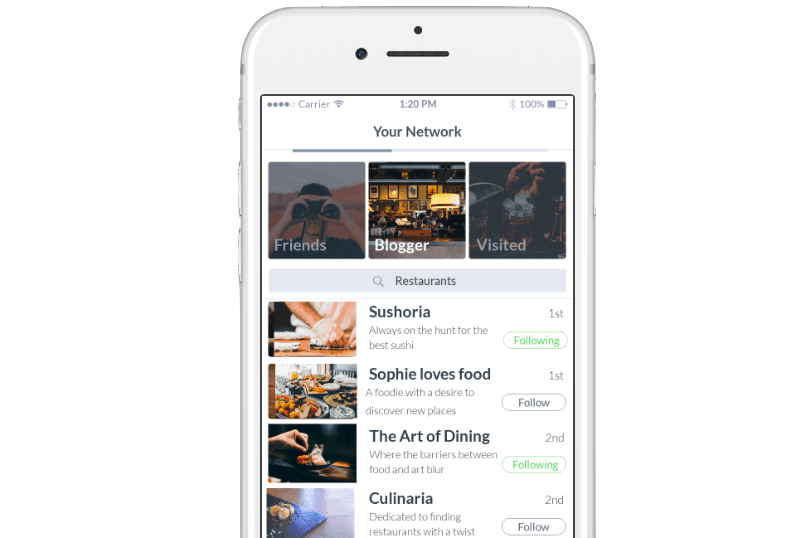 Carrier 1:20 PM 100%
Your Network
Friends Blogger Visited
Restaurants
Sushoria 1st
Always on the hunt for the
best sushi
Following
Sophie loves food 1st
A foodie with a desire to
discover new places
Follow
The Art of Dining 2nd
Where the barriers between
food and art blur
Following
Culinaria 2nd
Dedicated to finding
restaurants with a twist
Follow